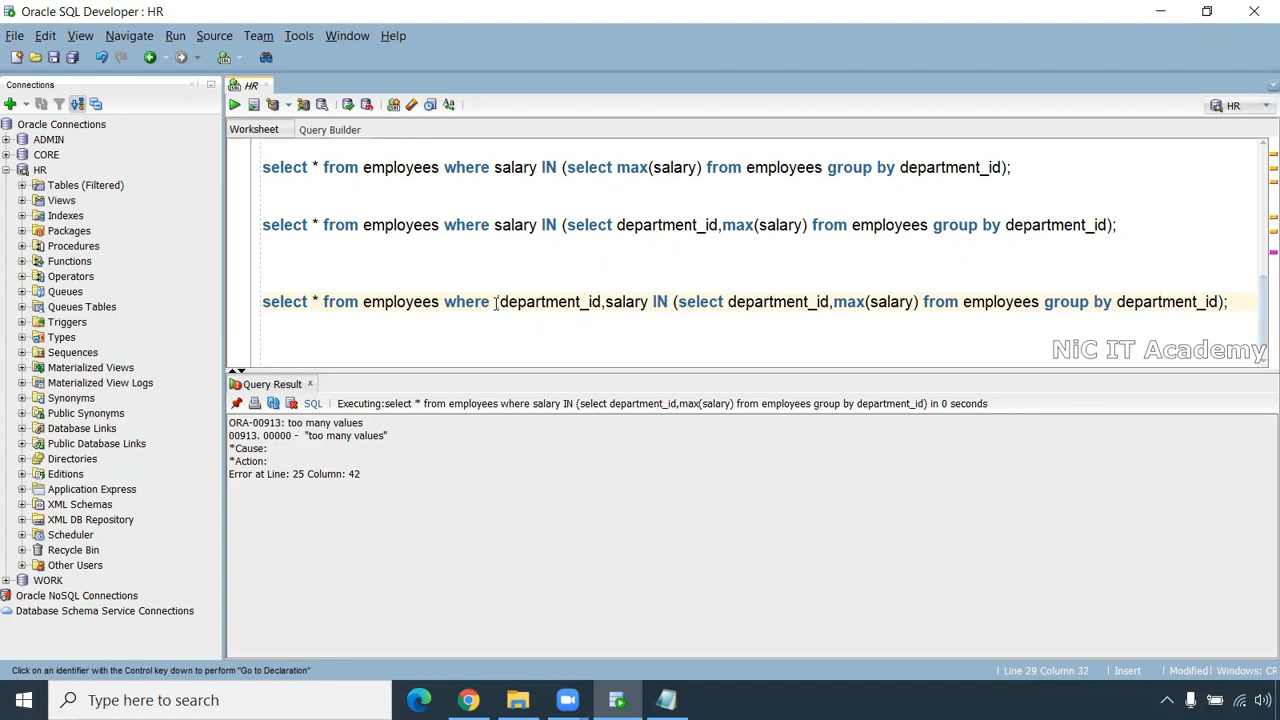 Oracle SQL Developer : HR
File Edit View Navigate Run Source Team Tools Window Help
Connections
HR
HR
Worksheet Query Builder
Oracle Connections
ADMIN
CORE
HR
Tables (Filtered)
Views
Indexes
Packages
Procedures
Functions
Operators
Queues
Queues Tables
Triggers
Types
Sequences
Materialized Views
Materialized View Logs
Synonyms
Public Synonyms
Database Links
Public Database Links
Directories
Editions
Application Express
XML Schemas
XML DB Repository
Scheduler
Recycle Bin
Other Users
WORK
Oracle NoSQL Connections
Database Schema Service Connections
select * from employees where salary IN (select max(salary) from employees group by department_id);
select * from employees where salary IN (select department_id,max(salary) from employees group by department_id);
select * from employees where (department_id,salary IN (select department_id,max(salary) from employees group by department_id);
NiC IT Academy
Query Result
SQL Executing:select * from employees where salary IN (select department_id,max(salary) from employees group by department_id) in 0 seconds
ORA-00913: too many values
00913. 00000 - "too many values"
*Cause:
*Action:
Error at Line: 25 Column: 42
Click on an identifier with the Control key down to perform "Go to Declaration"
Line 29 Column 32 Insert Modified Windows: CR
Type here to search